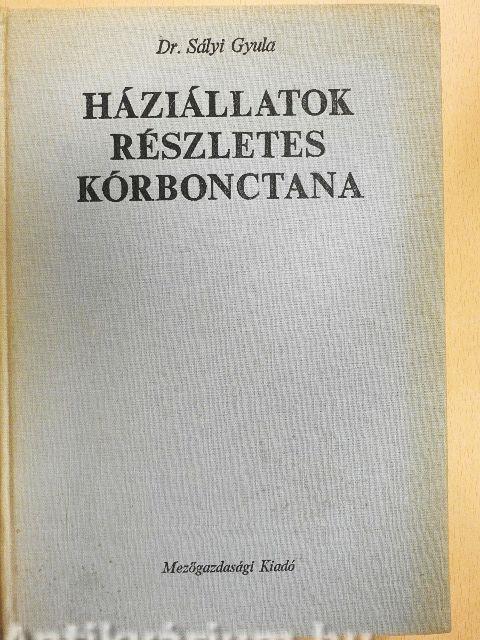 Dr. Sályi Gyula
HÁZIÁLLATOK
RÉSZLETES
KÓRBONCTANA
Mezőgazdasági Kiadó